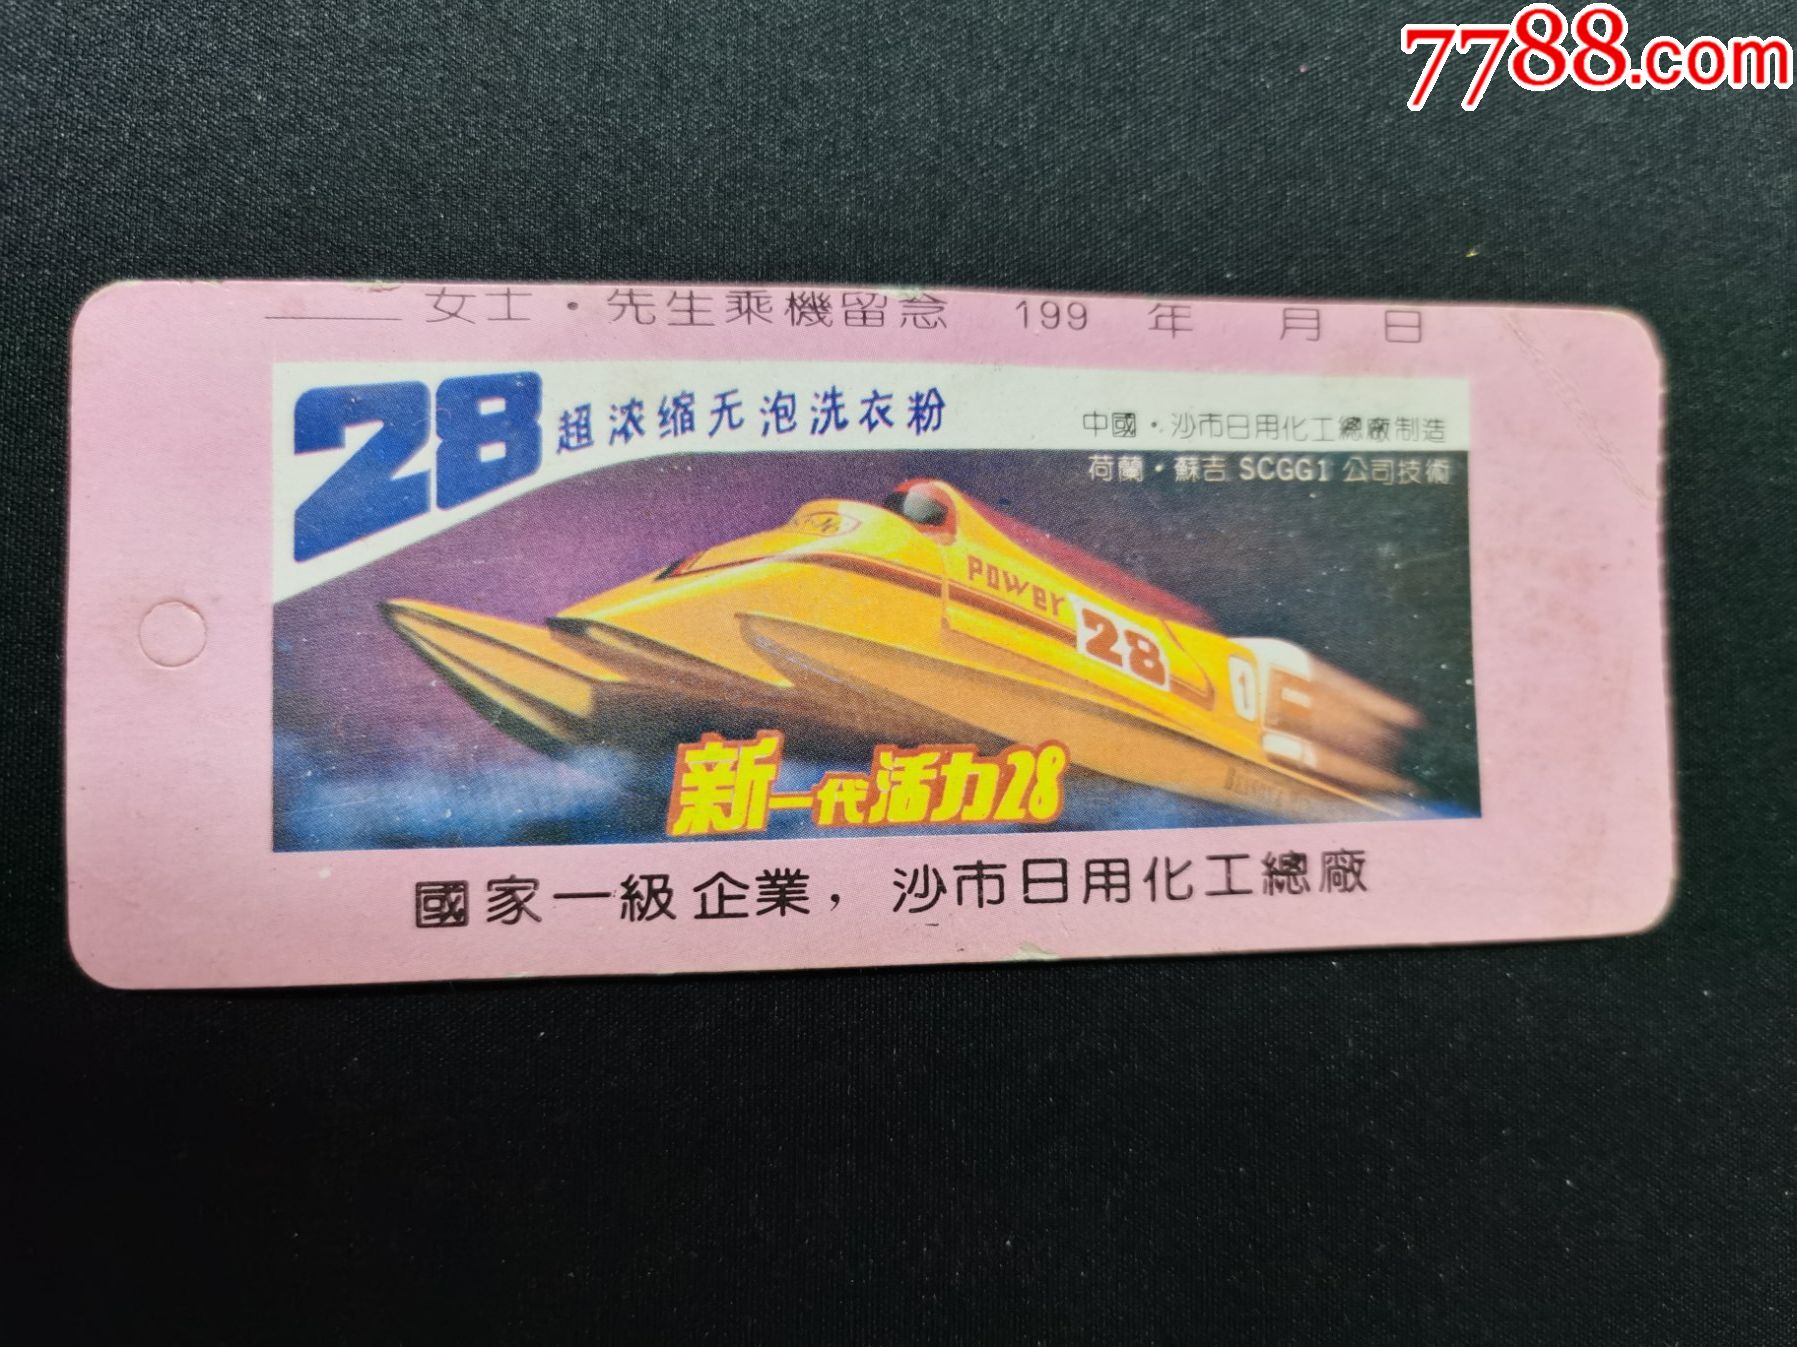 7788.com
女士·先生乘機留念 199 年 月 日
28 超浓缩无泡洗衣粉
中國·沙市日用化工總廠制造
荷蘭·蘇吉 SCGG1 公司技術
POWer 28
1
新一代活力28
國家一級企業，沙市日用化工總廠